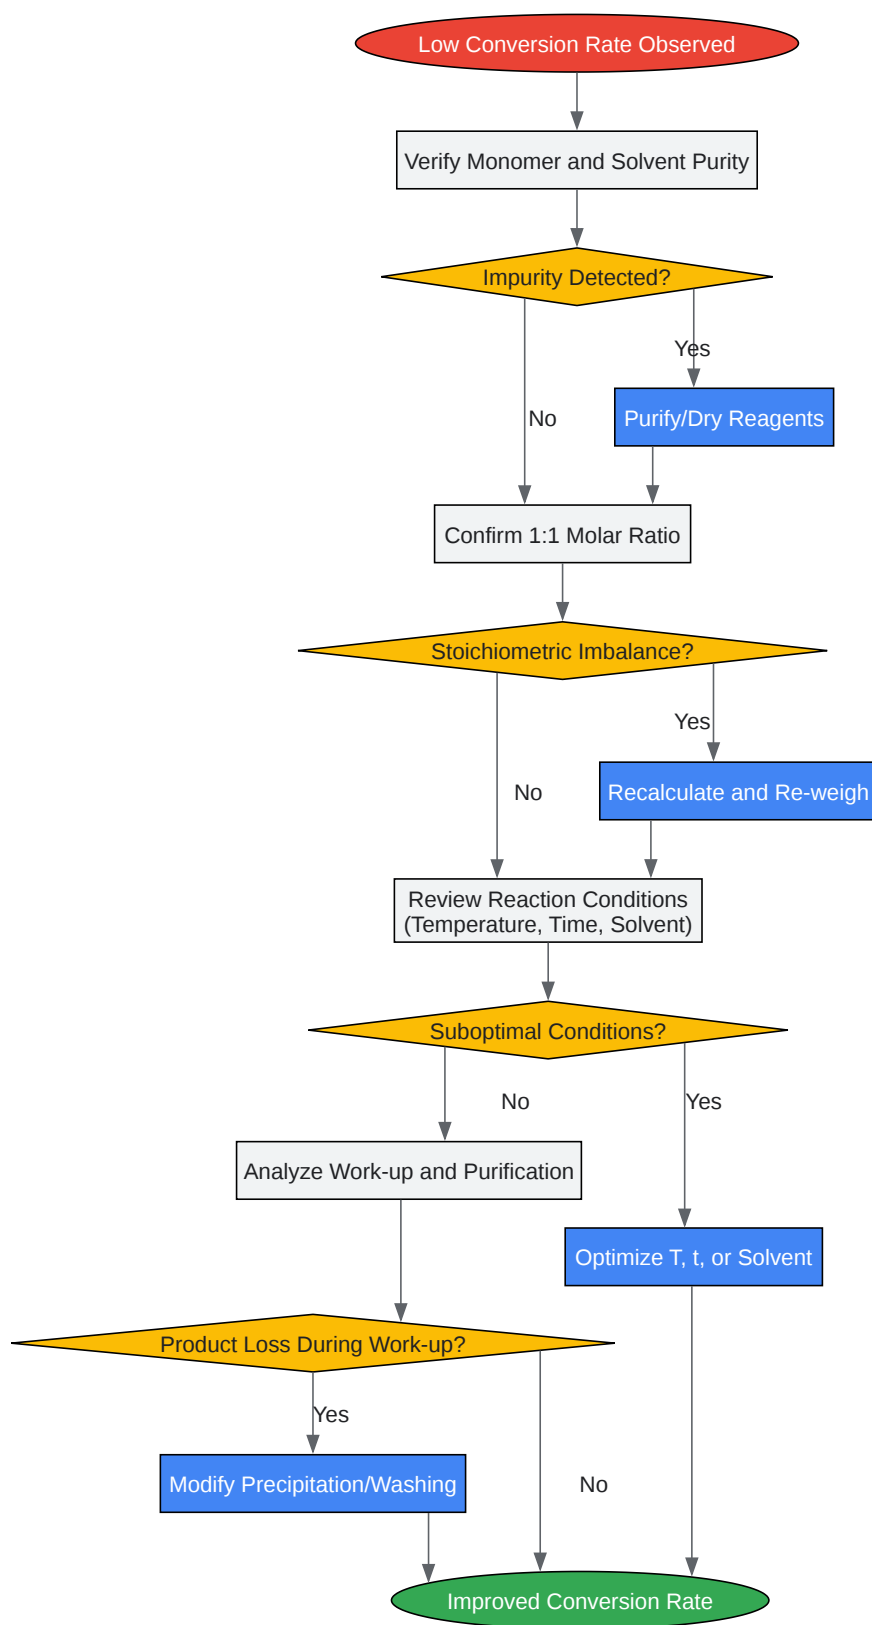 Low Conversion Rate Observed
Verify Monomer and Solvent Purity
Impurity Detected?
Yes
No
Purify/Dry Reagents
Confirm 1:1 Molar Ratio
Stoichiometric Imbalance?
Yes
No
Recalculate and Re-weigh
Review Reaction Conditions
(Temperature, Time, Solvent)
Suboptimal Conditions?
No
Yes
Analyze Work-up and Purification
Optimize T, t, or Solvent
Product Loss During Work-up?
Yes
Modify Precipitation/Washing
No
Improved Conversion Rate